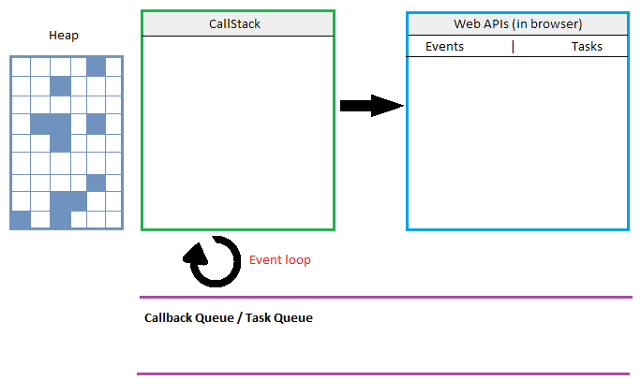 Heap
CallStack
Web APIs (in browser)
Events | Tasks
Event loop
Callback Queue / Task Queue